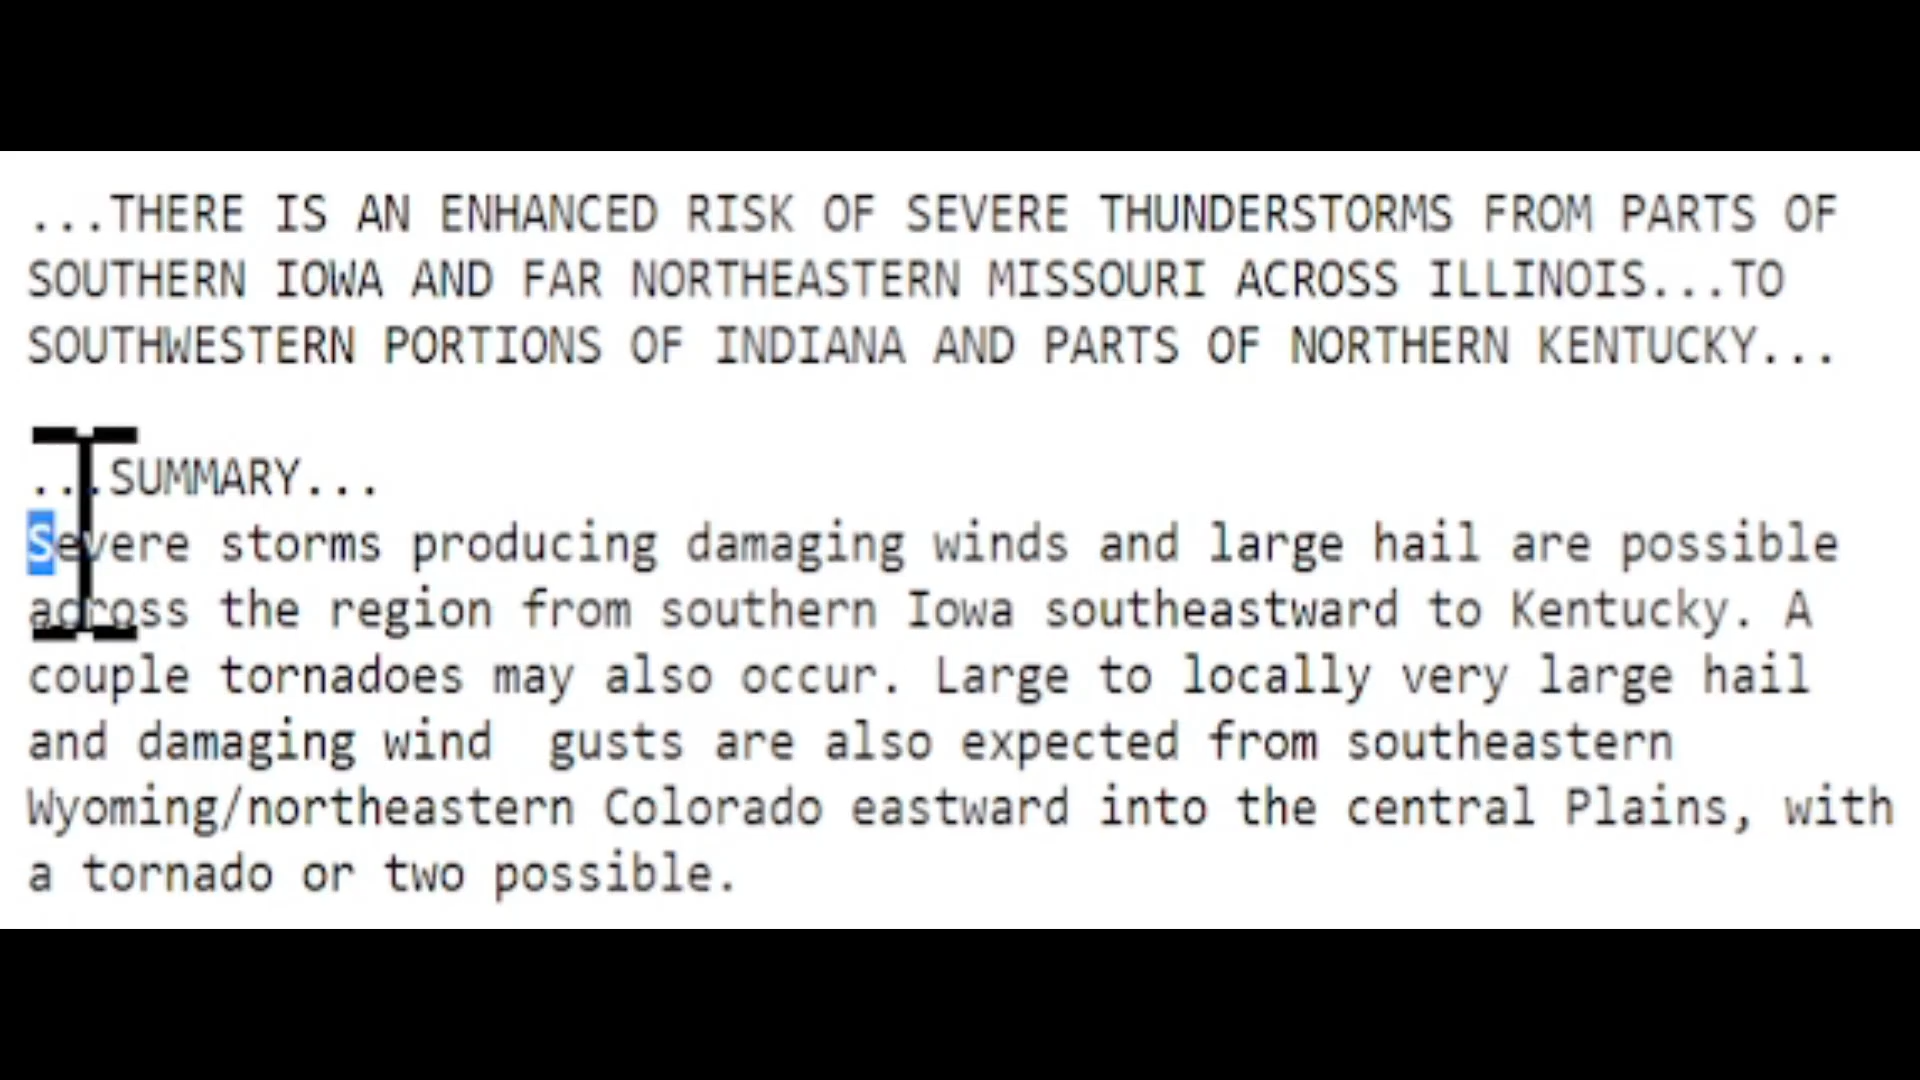 ...THERE IS AN ENHANCED RISK OF SEVERE THUNDERSTORMS FROM PARTS OF
SOUTHERN IOWA AND FAR NORTHEASTERN MISSOURI ACROSS ILLINOIS...TO
SOUTHWESTERN PORTIONS OF INDIANA AND PARTS OF NORTHERN KENTUCKY...
...SUMMARY...
Severe storms producing damaging winds and large hail are possible
across the region from southern Iowa southeastward to Kentucky. A
couple tornadoes may also occur. Large to locally very large hail
and damaging wind  gusts are also expected from southeastern
Wyoming/northeastern Colorado eastward into the central Plains, with
a tornado or two possible.